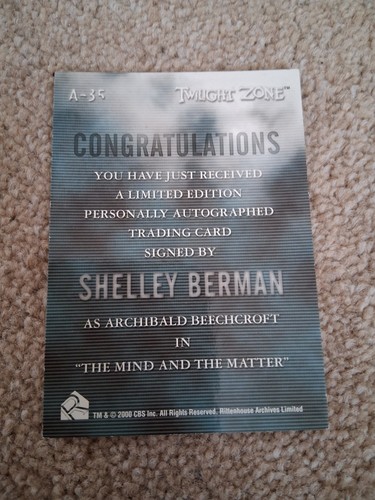 A-35
TWILIGHT ZONE™
CONGRATULATIONS
YOU HAVE JUST RECEIVED
A LIMITED EDITION
PERSONALLY AUTOGRAPHED
TRADING CARD
SIGNED BY
SHELLEY BERMAN
AS ARCHIBALD BEECHCROFT
IN
"THE MIND AND THE MATTER"
TM & © 2000 CBS Inc. All Rights Reserved. Rittenhouse Archives Limited